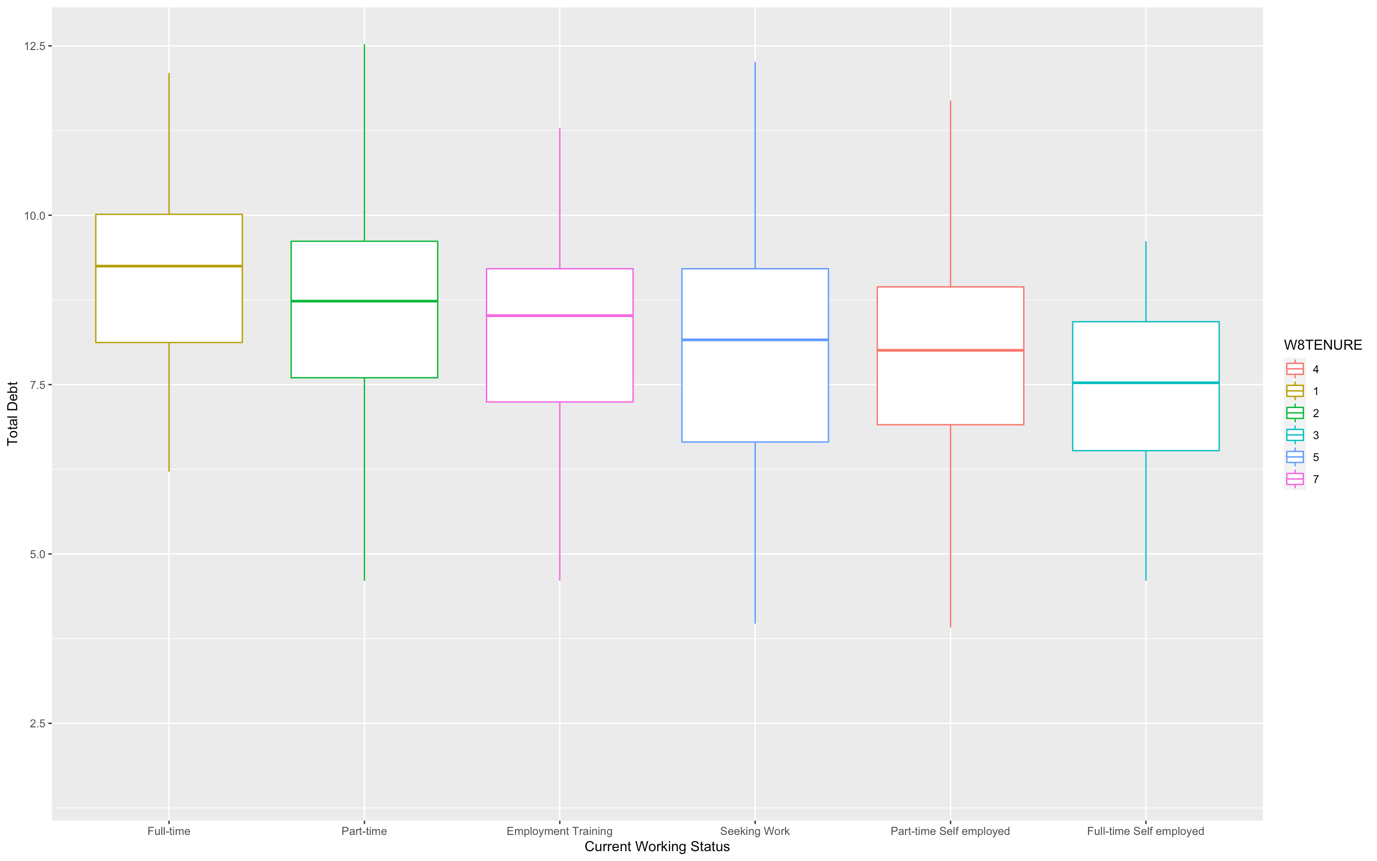 12.5
10.0
7.5
5.0
2.5
Total Debt
Full-time
Part-time
Employment Training
Seeking Work
Part-time Self employed
Full-time Self employed
Current Working Status
W8TENURE
4
1
2
3
5
7